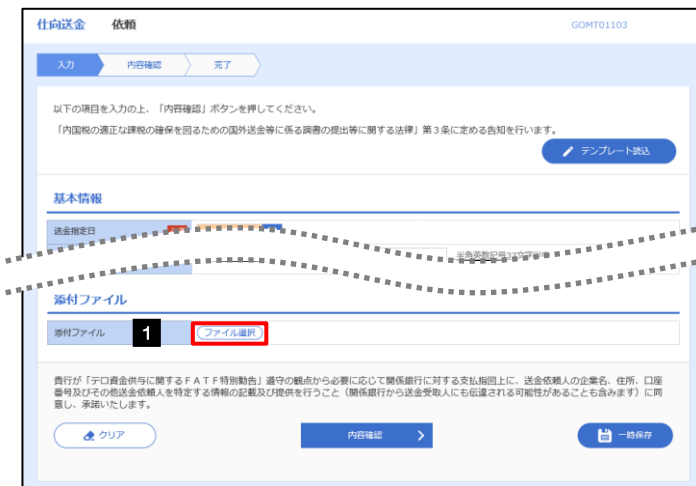 仕向送金 依頼 GOMT01103
入力 内容確認 完了
以下の項目を入力の上、「内容確認」ボタンを押してください。
「内国税の適正な課税の確保を図るための国外送金等に係る調書の提出等に関する法律」第3条に定める告知を行います。
テンプレート読込
基本情報
送金指定日
添付ファイル
添付ファイル 1 ファイル選択
貴行が「テロ資金供与に関するFATF特別勧告」遵守の観点から必要に応じて関係銀行に対する支払指図上に、送金依頼人の企業名、住所、口座
番号及びその他送金依頼人を特定する情報の記載及び提供を行うこと（関係銀行から送金受取人にも伝達される可能性があることも含みます）に同
意し、承諾いたします。
クリア 内容確認 一時保存